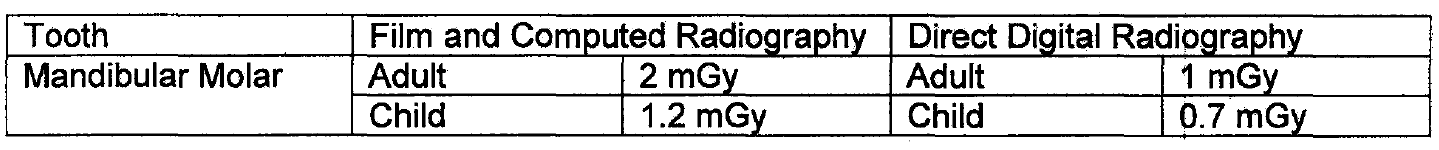 Tooth Film and Computed Radiography Direct Digital Radiography
Mandibular Molar Adult 2 mGy Adult 1 mGy
Child 1.2 mGy Child 0.7 mGy